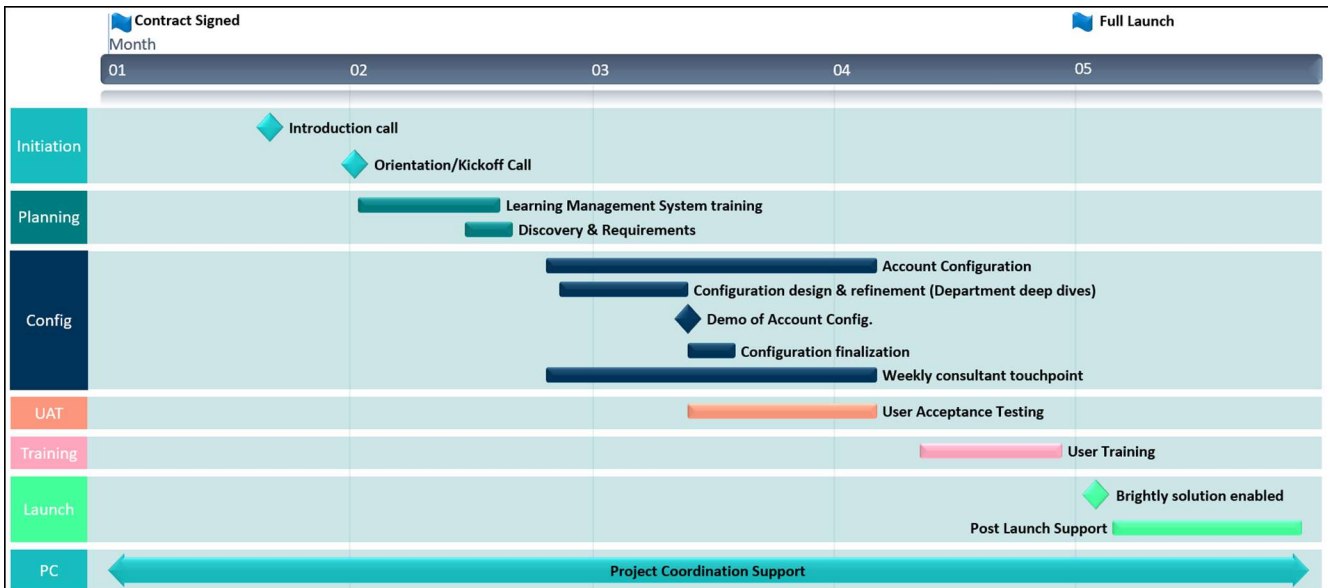 Contract Signed
Full Launch
Month
01 02 03 04 05
Initiation
Introduction call
Orientation/Kickoff Call
Planning
Learning Management System training
Discovery & Requirements
Config
Account Configuration
Configuration design & refinement (Department deep dives)
Demo of Account Config.
Configuration finalization
Weekly consultant touchpoint
UAT
User Acceptance Testing
Training
User Training
Launch
Brightly solution enabled
Post Launch Support
PC
Project Coordination Support